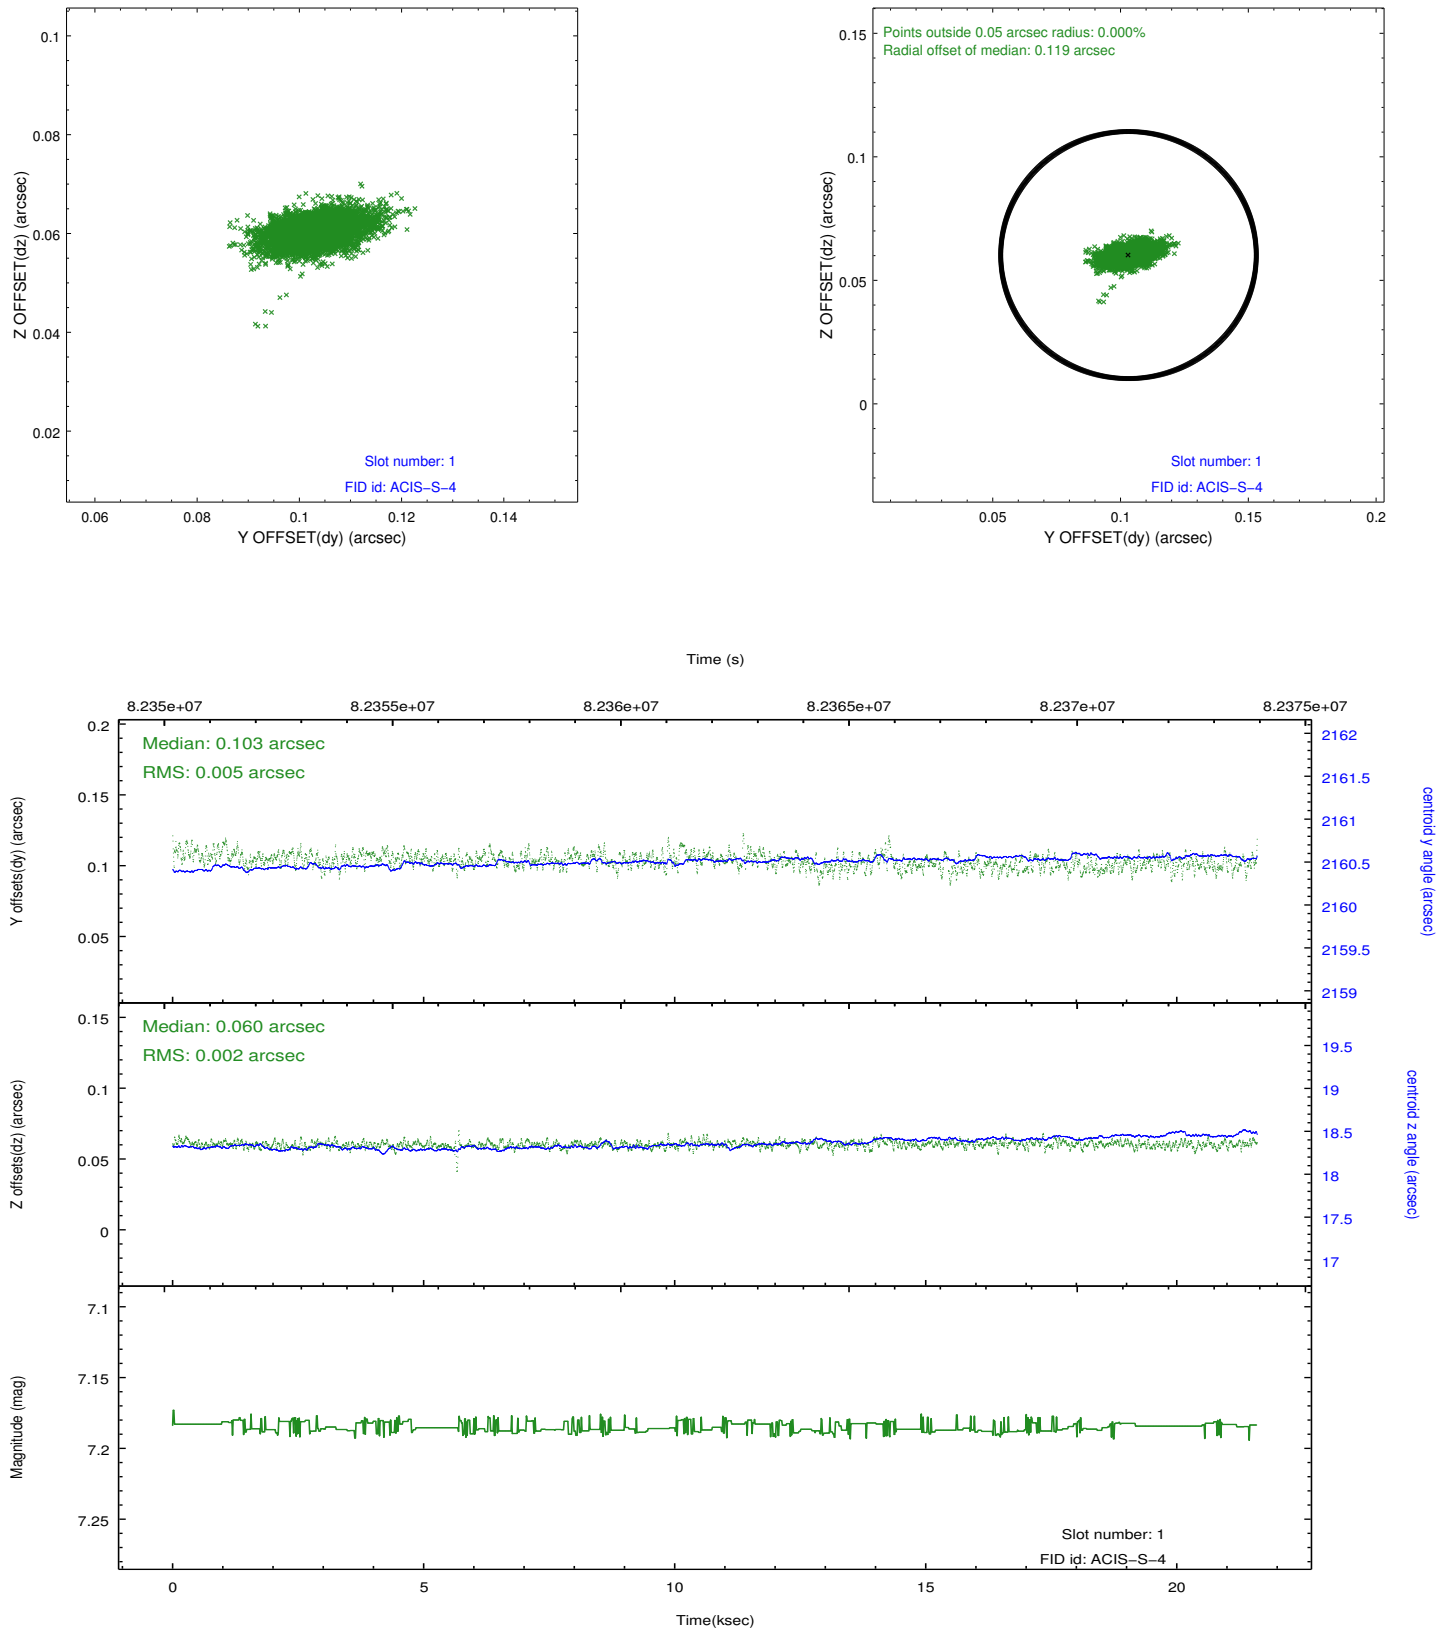 0.1
0.08
0.06
0.04
0.02
Z OFFSET(dz) (arcsec)
Slot number: 1
FID id: ACIS−S−4
0.06 0.08 0.1 0.12 0.14
Y OFFSET(dy) (arcsec)
Points outside 0.05 arcsec radius: 0.000%
Radial offset of median: 0.119 arcsec
0.15
0.1
0.05
0
Z OFFSET(dz) (arcsec)
Slot number: 1
FID id: ACIS−S−4
0.05 0.1 0.15 0.2
Y OFFSET(dy) (arcsec)
Time (s)
8.235e+07 8.2355e+07 8.236e+07 8.2365e+07 8.237e+07 8.2375e+07
Median: 0.103 arcsec
RMS: 0.005 arcsec
0.2
0.15
0.1
0.05
Y offsets(dy) (arcsec)
2162
2161.5
2161
2160.5
2160
2159.5
2159
centroid y angle (arcsec)
Median: 0.060 arcsec
RMS: 0.002 arcsec
0.15
0.1
0.05
0
Z offsets(dz) (arcsec)
19.5
19
18.5
18
17.5
17
centroid z angle (arcsec)
7.1
7.15
7.2
7.25
Magnitude (mag)
Slot number: 1
FID id: ACIS−S−4
0 5 10 15 20
Time(ksec)